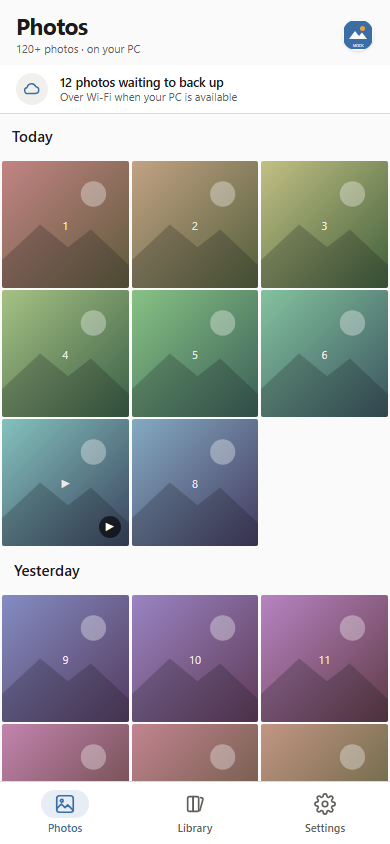 Photos
120+ photos · on your PC
12 photos waiting to back up
Over Wi-Fi when your PC is available
Today
1
2
3
4
5
6
8
Yesterday
9
10
11
Photos
Library
Settings